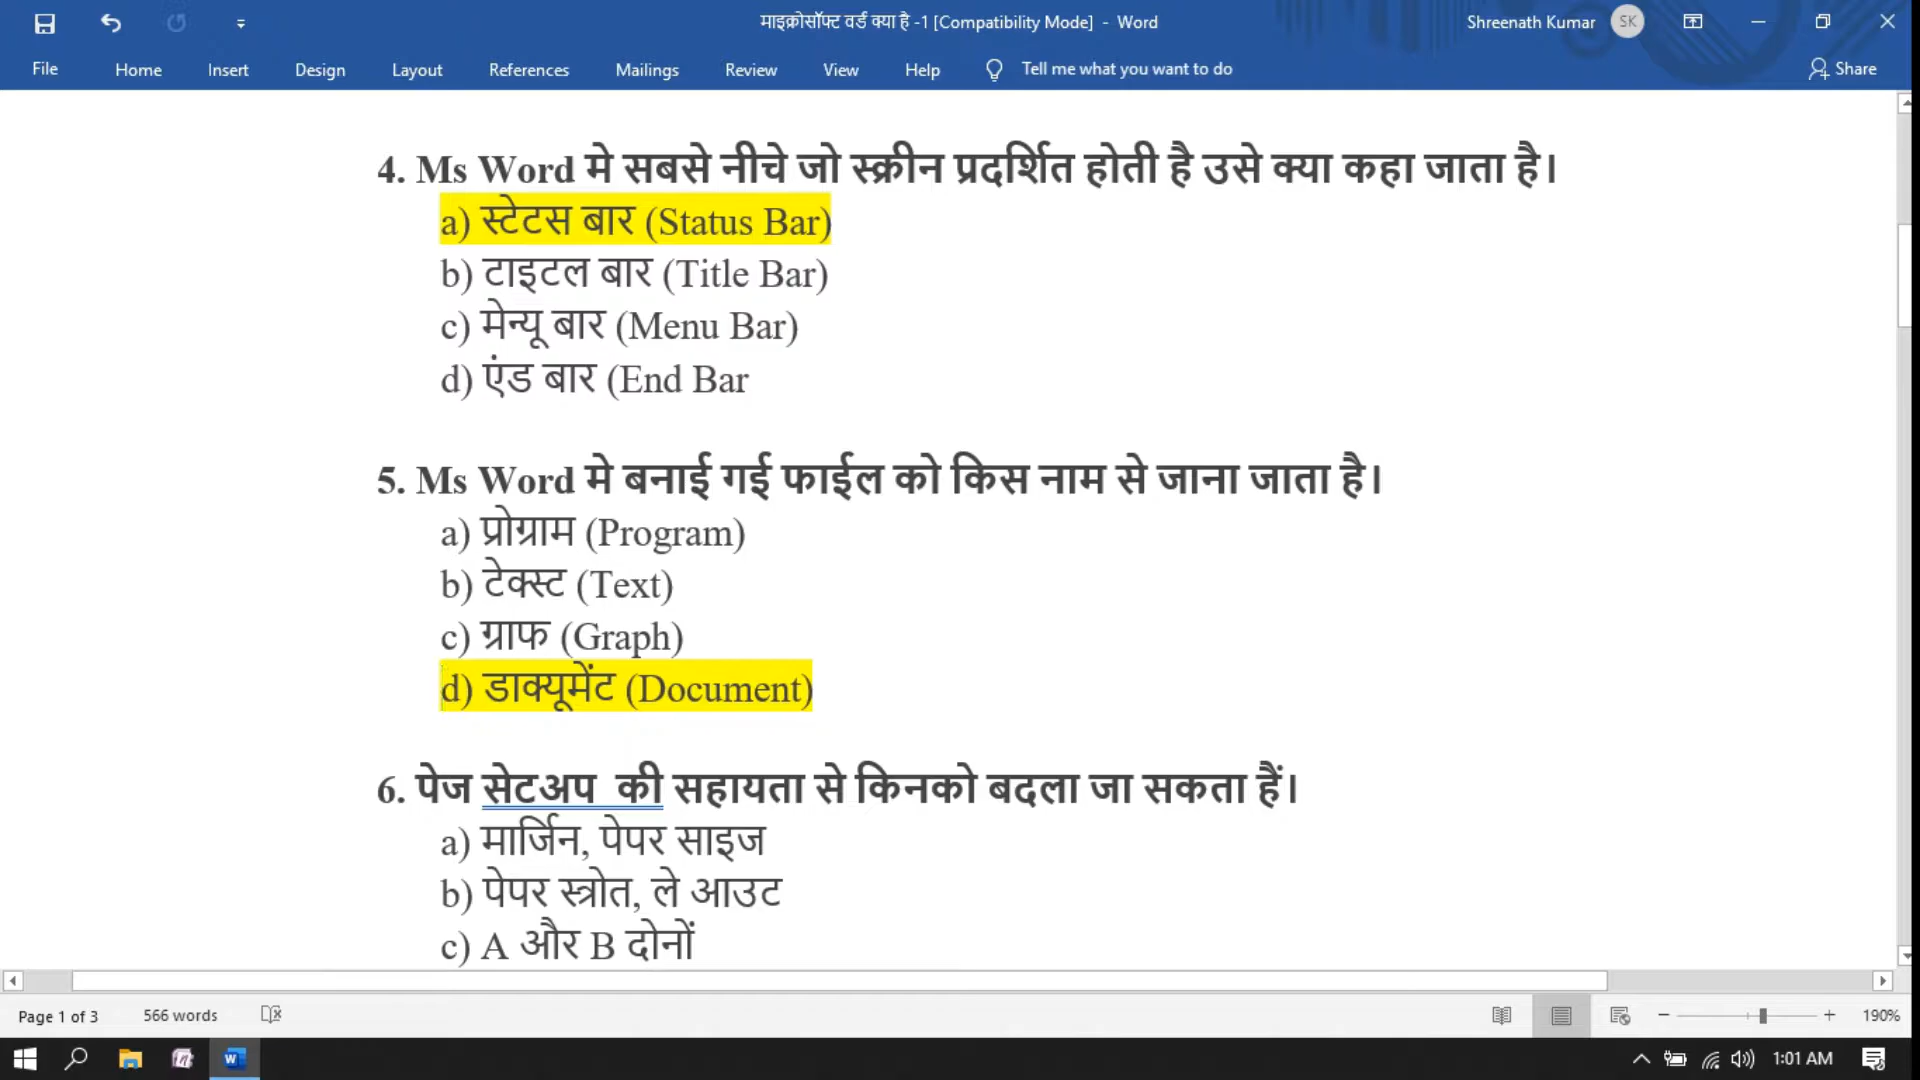 माइक्रोसॉफ्ट वर्ड क्या है -1 [Compatibility Mode] - Word
Shreenath Kumar
SK
File
Home
Insert
Design
Layout
References
Mailings
Review
View
Help
Tell me what you want to do
Share
4. Ms Word मे सबसे नीचे जो स्क्रीन प्रदर्शित होती है उसे क्या कहा जाता है।
a) स्टेटस बार (Status Bar)
b) टाइटल बार (Title Bar)
c) मेन्यू बार (Menu Bar)
d) एंड बार (End Bar
5. Ms Word मे बनाई गई फाईल को किस नाम से जाना जाता है।
a) प्रोग्राम (Program)
b) टेक्स्ट (Text)
c) ग्राफ (Graph)
d) डाक्यूमेंट (Document)
6. पेज सेटअप की सहायता से किनको बदला जा सकता हैं।
a) मार्जिन, पेपर साइज
b) पेपर स्त्रोत, ले आउट
c) A और B दोनों
Page 1 of 3
566 words
190%
1:01 AM